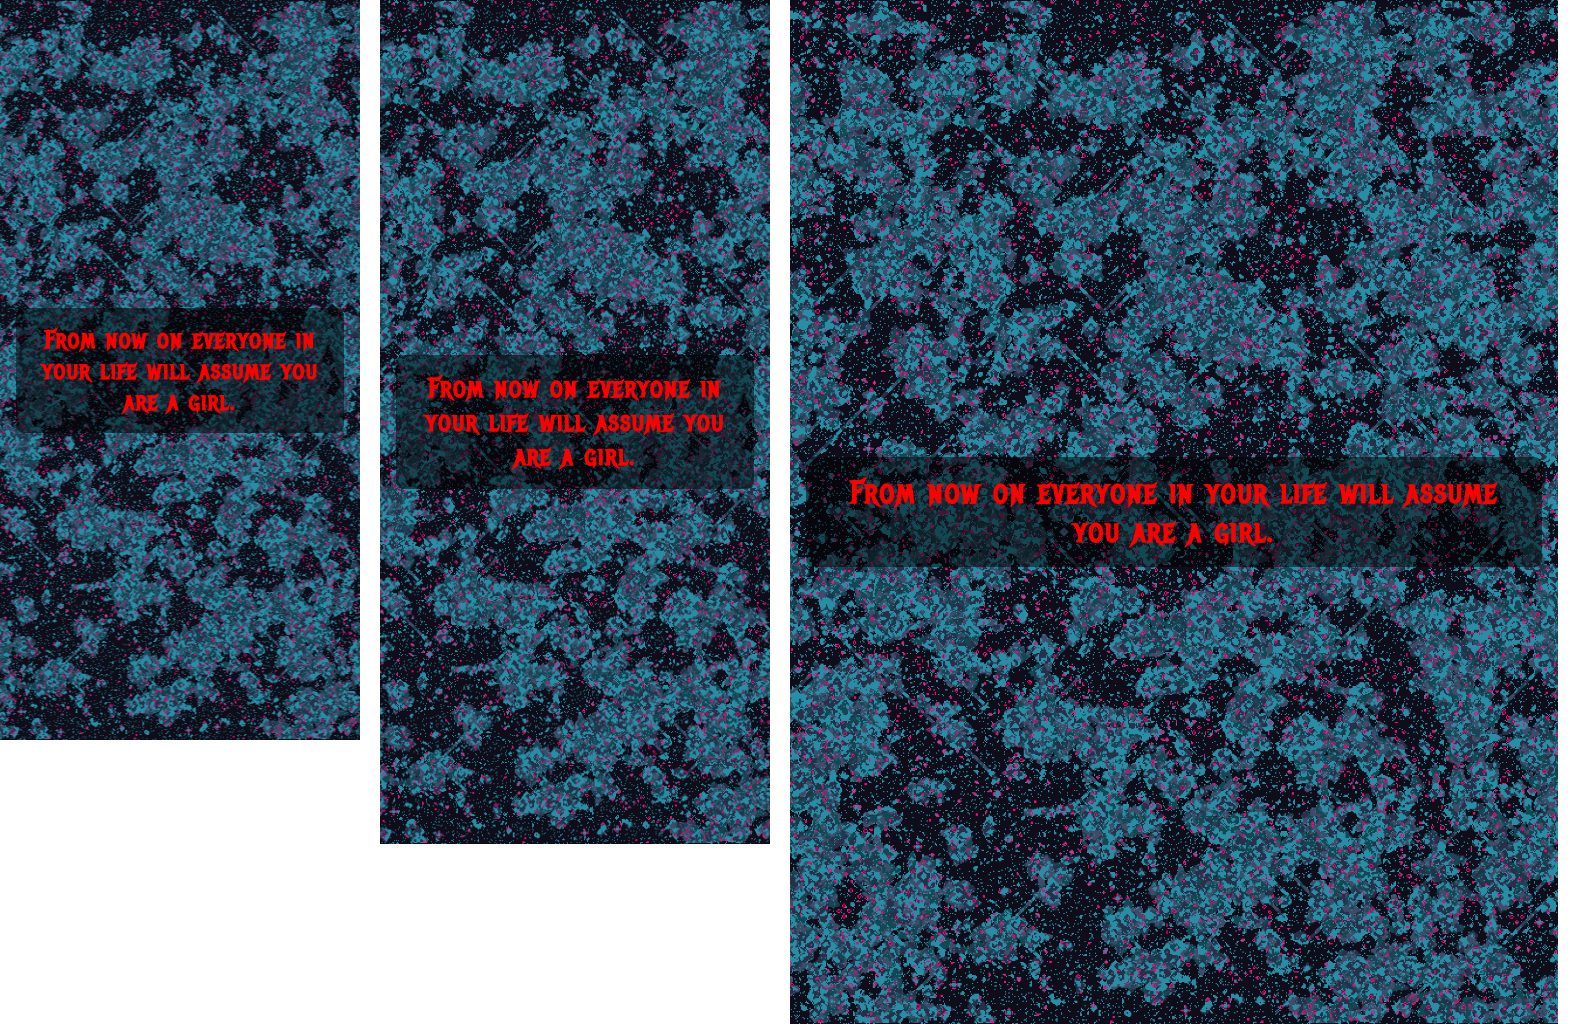 From now on everyone in
your life will assume you
are a girl.
From now on everyone in
your life will assume you
are a girl.
From now on everyone in your life will assume
you are a girl.